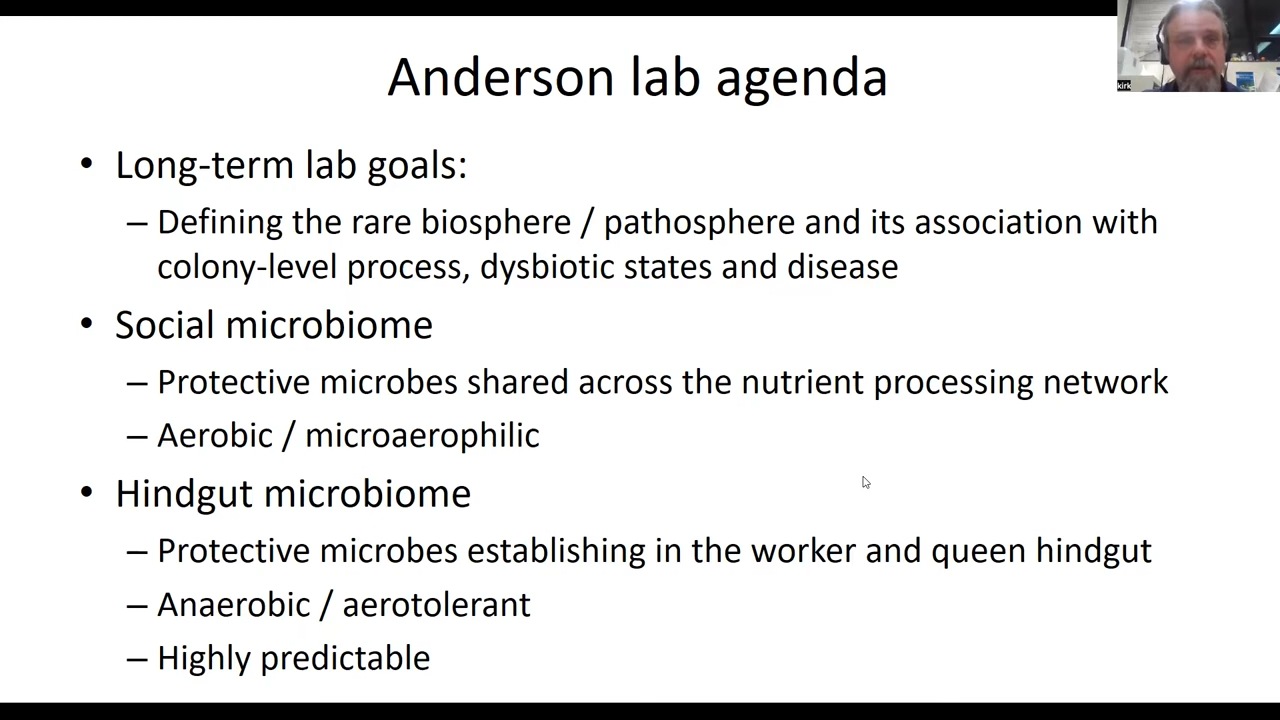 Anderson lab agenda
kirk
• Long-term lab goals:
– Defining the rare biosphere / pathosphere and its association with
colony-level process, dysbiotic states and disease
• Social microbiome
– Protective microbes shared across the nutrient processing network
– Aerobic / microaerophilic
• Hindgut microbiome
– Protective microbes establishing in the worker and queen hindgut
– Anaerobic / aerotolerant
– Highly predictable